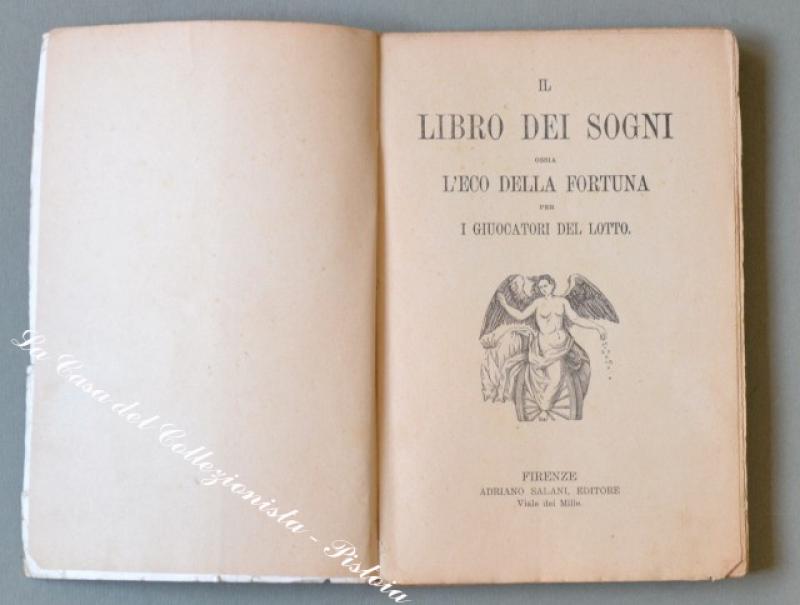 IL
LIBRO DEI SOGNI
OSSIA
L'ECO DELLA FORTUNA
PER
I GIUOCATORI DEL LOTTO.
FIRENZE
ADRIANO SALANI, EDITORE
Viale dei Mille.
La Casa del Collezionista - Pistoia